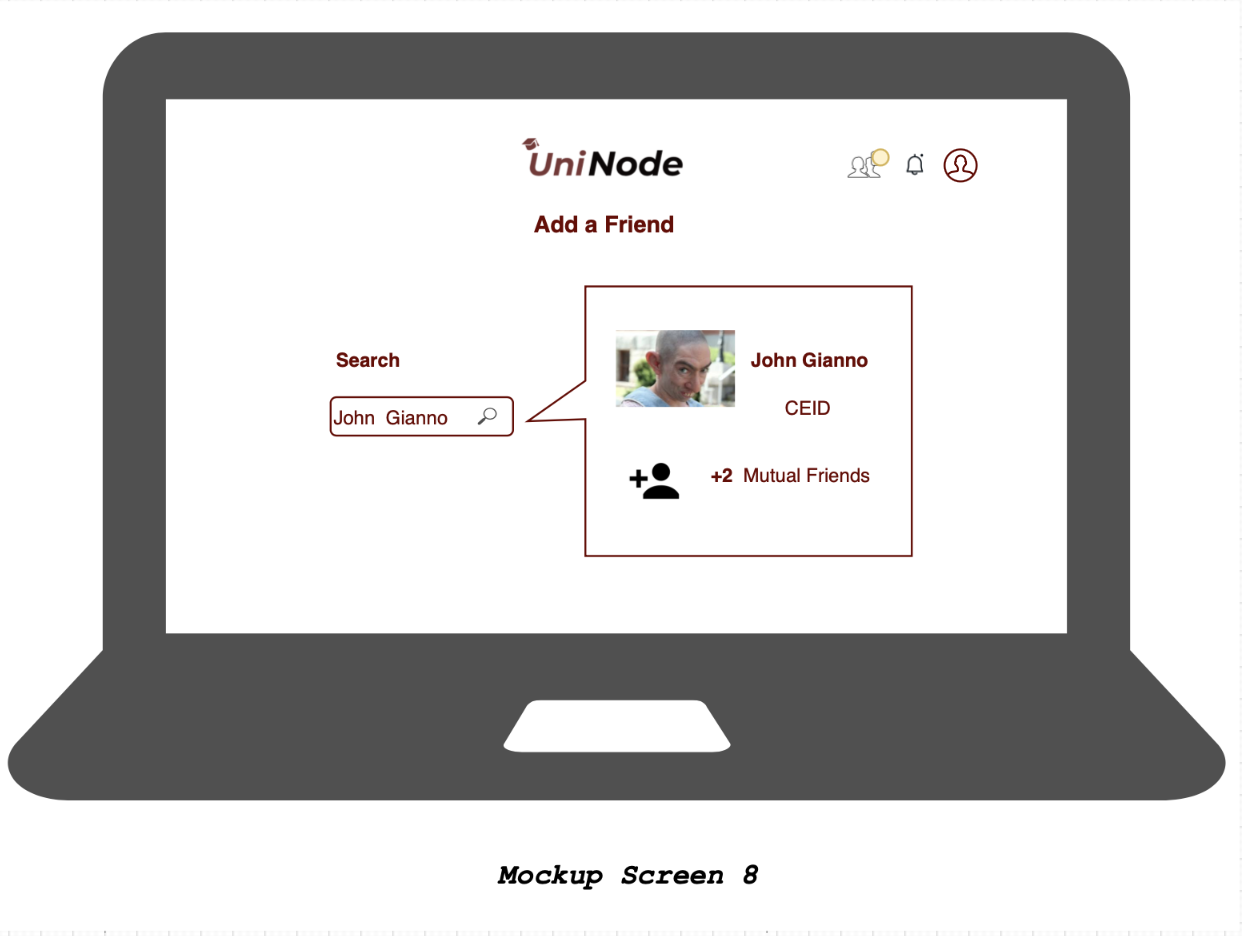 UniNode
Add a Friend
Search
John Gianno
John Gianno
CEID
+2 Mutual Friends
Mockup Screen 8